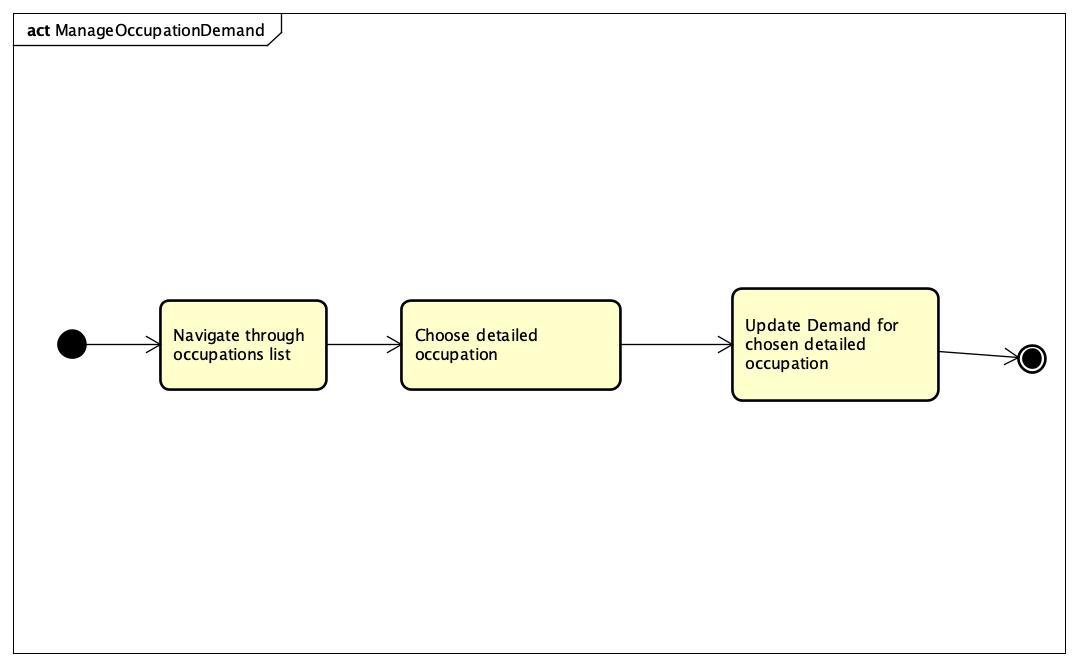 act ManageOccupationDemand
Navigate through
occupations list
Choose detailed
occupation
Update Demand for
chosen detailed
occupation